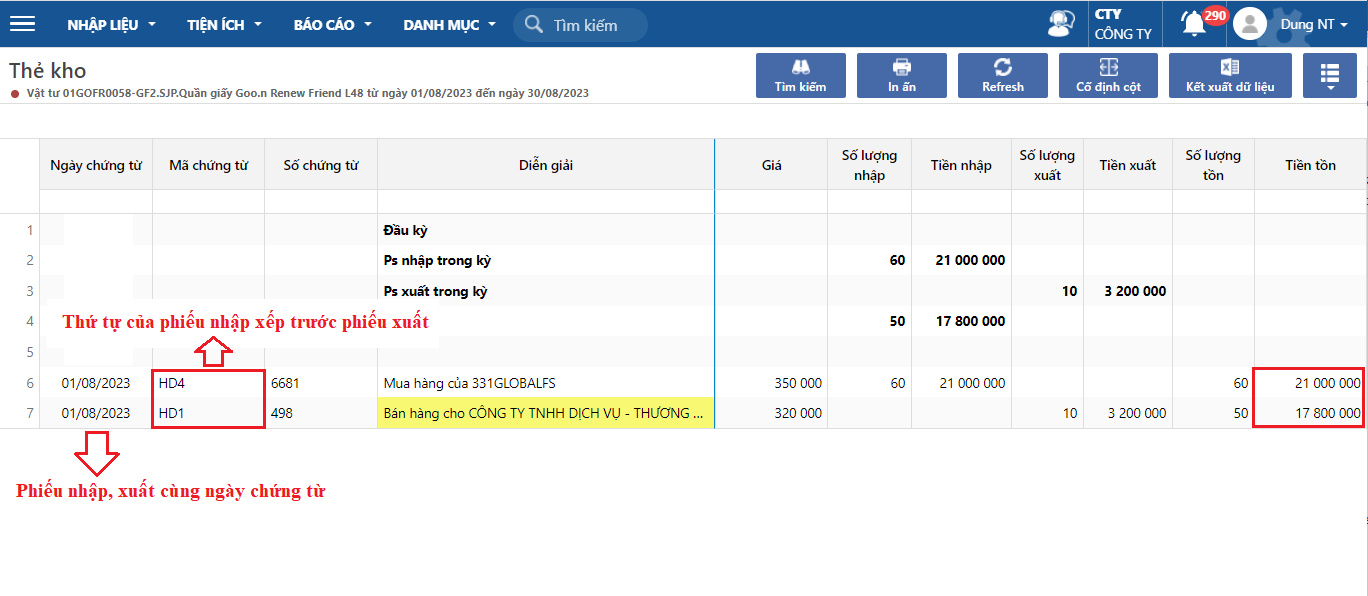 NHẬP LIỆU TIỆN ÍCH BÁO CÁO DANH MỤC Tìm kiếm CTY 290 Dung NT
CÔNG TY
Thẻ kho
Vật tư 01GOFR0058-GF2.SJP.Quần giấy Goo.n Renew Friend L48 từ ngày 01/08/2023 đến ngày 30/08/2023
Tìm kiếm In ấn Refresh Cố định cột Kết xuất dữ liệu
Ngày chứng từ Mã chứng từ Số chứng từ Diễn giải Giá Số lượng nhập Tiền nhập Số lượng xuất Tiền xuất Số lượng tồn Tiền tồn
1 Đầu kỳ
2 Ps nhập trong kỳ 60 21 000 000
3 Ps xuất trong kỳ 10 3 200 000
4 50 17 800 000
Thứ tự của phiếu nhập xếp trước phiếu xuất
5
6 01/08/2023 HD4 6681 Mua hàng của 331GLOBALFS 350 000 60 21 000 000 60 21 000 000
7 01/08/2023 HD1 498 Bán hàng cho CÔNG TY TNHH DỊCH VỤ - THƯƠNG ... 320 000 10 3 200 000 50 17 800 000
Phiếu nhập, xuất cùng ngày chứng từ